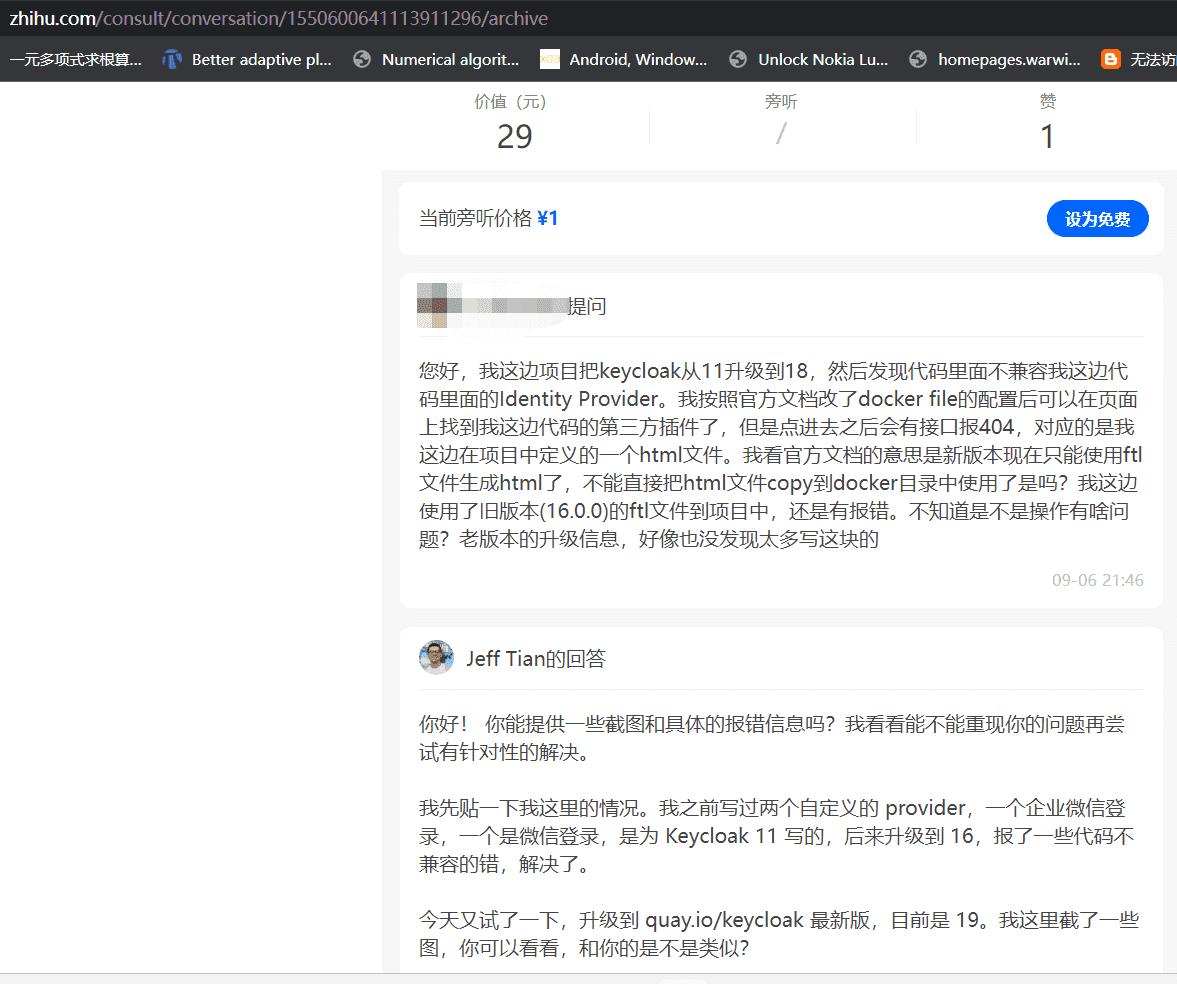 zhihu.com/consult/conversation/1550600641113911296/archive
一元多项式求根算... Better adaptive pl... Numerical algorit... Android, Window... Unlock Nokia Lu... homepages.warwi... 无法访
价值（元） 旁听 赞
29 / 1
当前旁听价格 ¥1 设为免费
提问
您好，我这边项目把keycloak从11升级到18，然后发现代码里面不兼容我这边代
码里面的Identity Provider。我按照官方文档改了docker file的配置后可以在页面
上找到我这边代码的第三方插件了，但是点进去之后会有接口报404，对应的是我
这边在项目中定义的一个html文件。我看官方文档的意思是新版本现在只能使用ftl
文件生成html了，不能直接把html文件copy到docker目录中使用了是吗？我这边
使用了旧版本(16.0.0)的ftl文件到项目中，还是有报错。不知道是不是操作有啥问
题？老版本的升级信息，好像也没发现太多写这块的
09-06 21:46
Jeff Tian的回答
你好！ 你能提供一些截图和具体的报错信息吗？我看看能不能重现你的问题再尝
试有针对性的解决。
我先贴一下我这里的情况。我之前写过两个自定义的 provider，一个企业微信登
录，一个是微信登录，是为 Keycloak 11 写的，后来升级到 16，报了一些代码不
兼容的错，解决了。
今天又试了一下，升级到 quay.io/keycloak 最新版，目前是 19。我这里截了一些
图，你可以看看，和你的是不是类似？